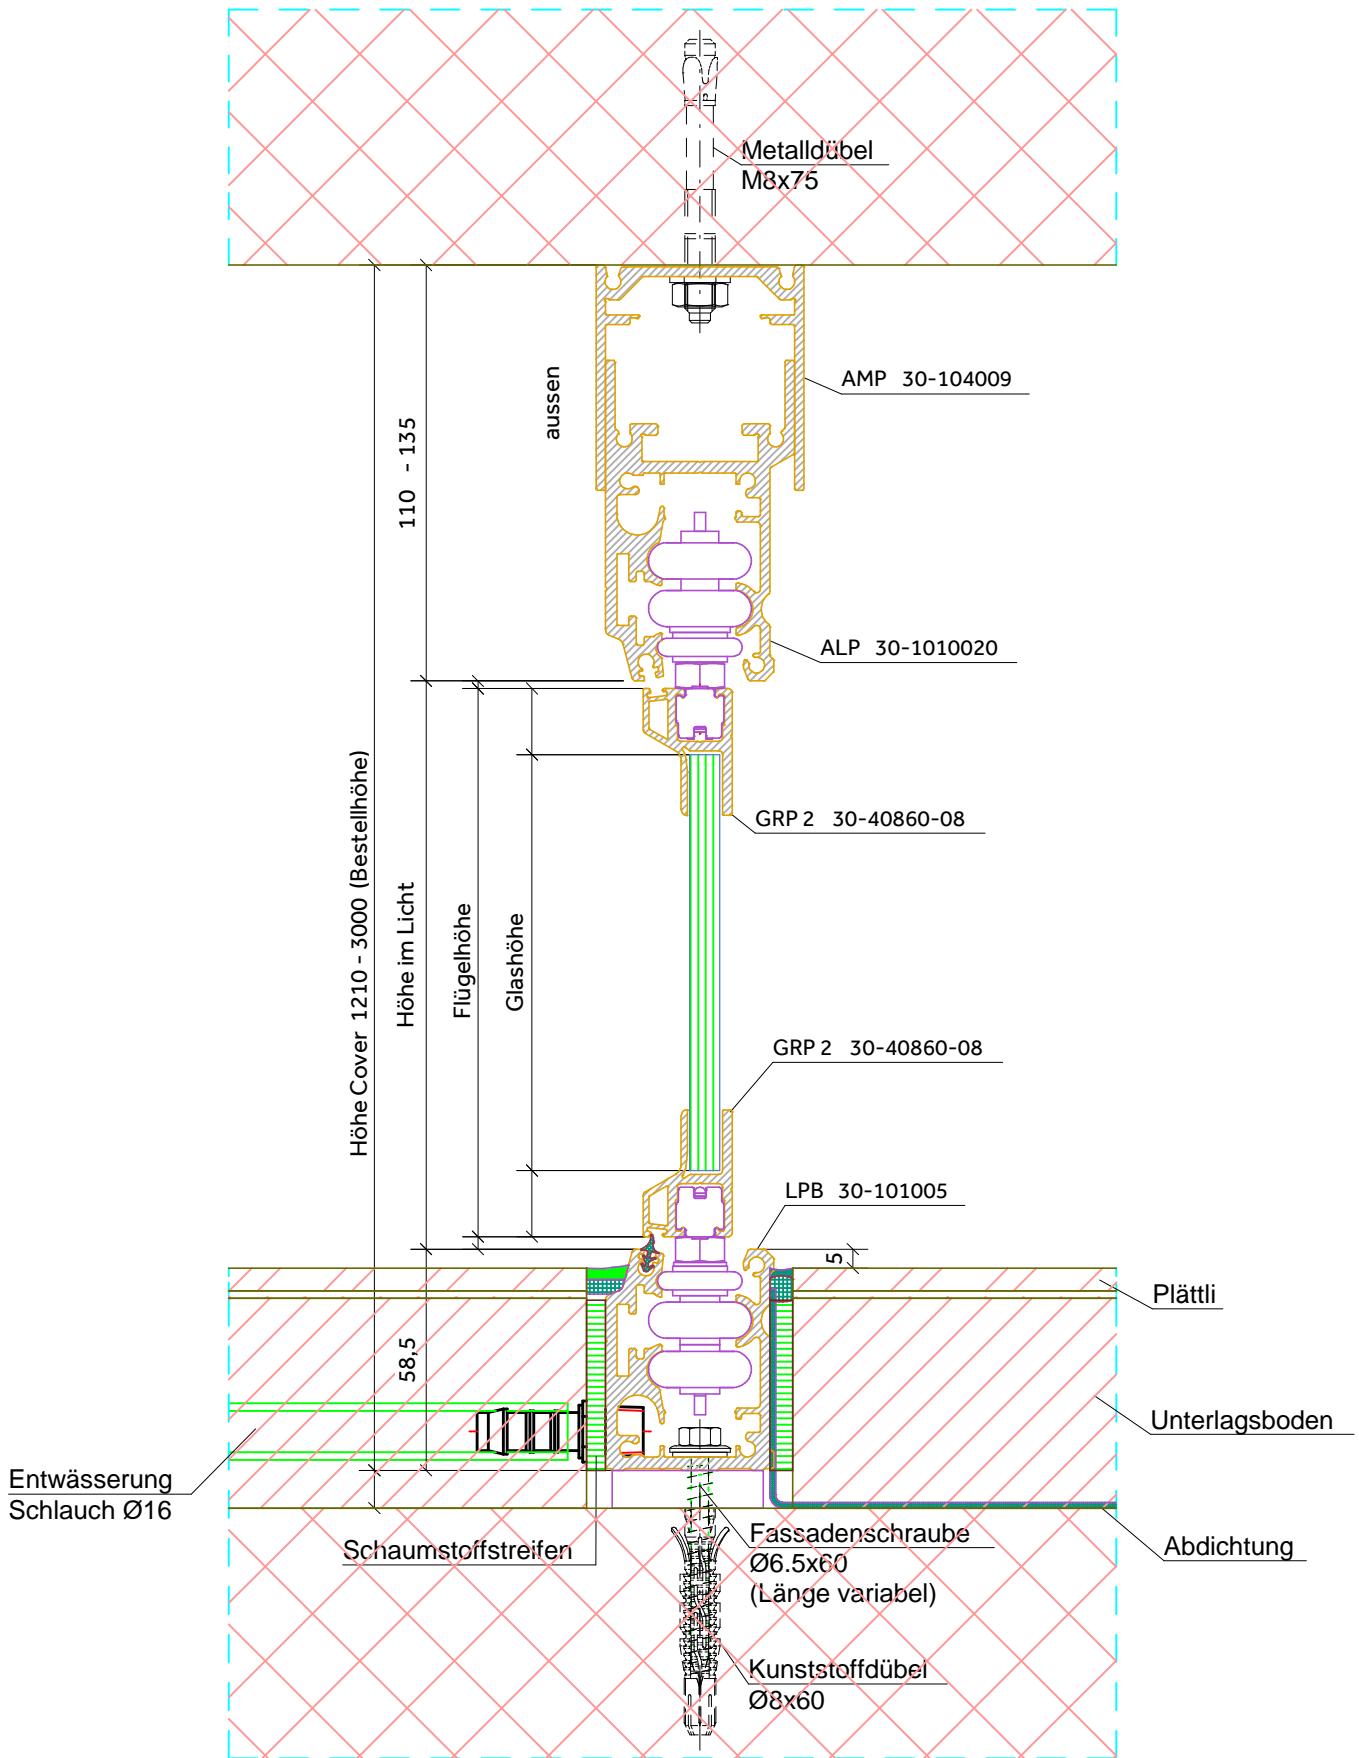 Metalldübel
M8x75
AMP 30-104009
aussen
110 - 135
ALP 30-1010020
GRP 2 30-40860-08
Höhe Cover 1210 - 3000 (Bestellhöhe)
Höhe im Licht
Flügelhöhe
Glashöhe
GRP 2 30-40860-08
LPB 30-101005
5
Plättli
58,5
Unterlagsboden
Entwässerung
Schlauch Ø16
Schaumstoffstreifen
Fassadenschraube
Ø6.5x60
(Länge variabel)
Abdichtung
Kunststoffdübel
Ø8x60